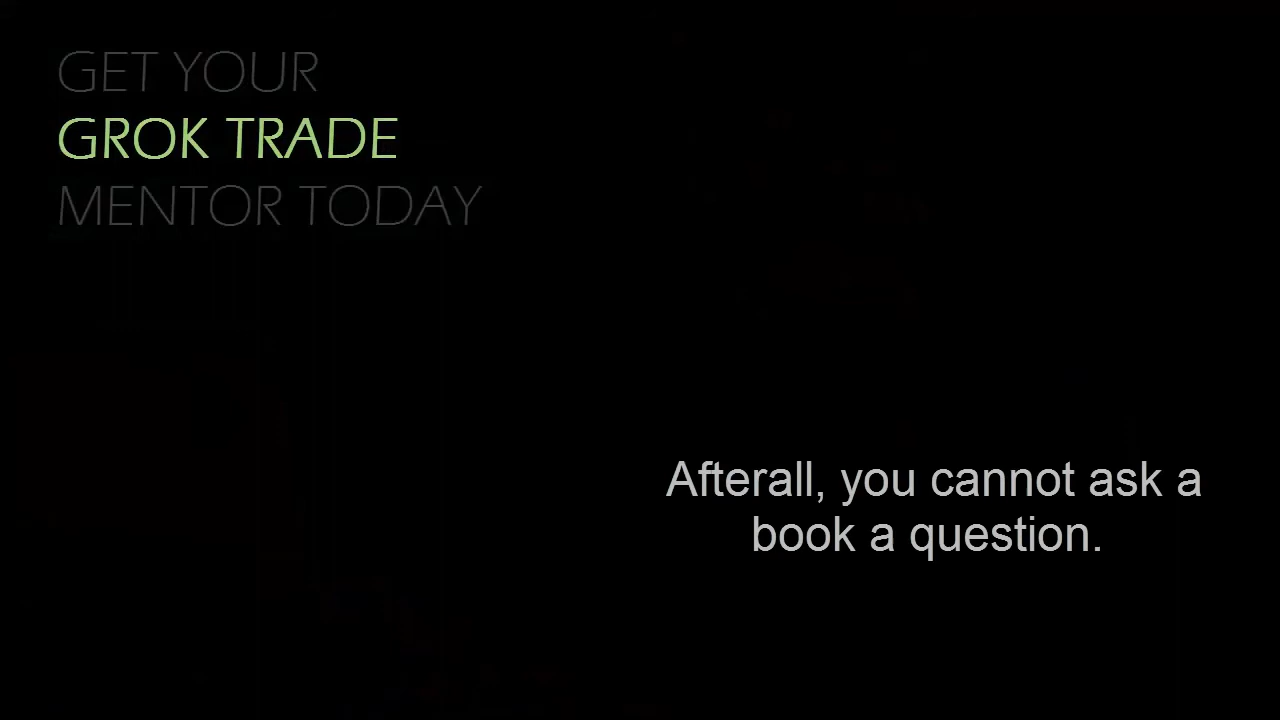 GET YOUR
GROK TRADE
MENTOR TODAY
Afterall, you cannot ask a
book a question.